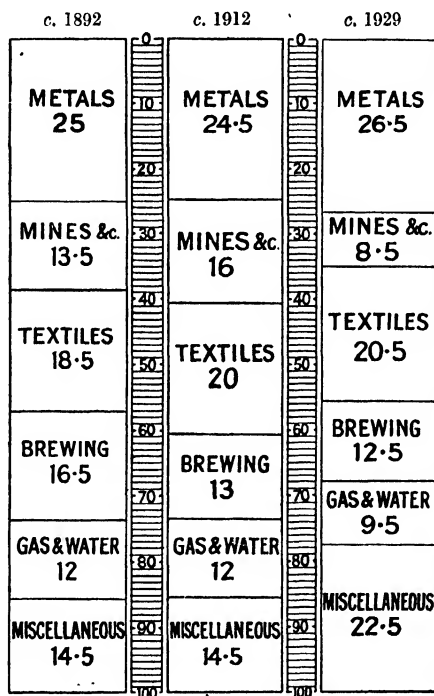 c. 1892
METALS
25
MINES &c.
13·5
TEXTILES
18·5
BREWING
16·5
GAS & WATER
12
MISCELLANEOUS
14·5
0
10
20
30
40
50
60
70
80
90
100
c. 1912
METALS
24·5
MINES &c.
16
TEXTILES
20
BREWING
13
GAS & WATER
12
MISCELLANEOUS
14·5
0
10
20
30
40
50
60
70
80
90
100
c. 1929
METALS
26·5
MINES &c.
8·5
TEXTILES
20·5
BREWING
12·5
GAS & WATER
9·5
MISCELLANEOUS
22·5